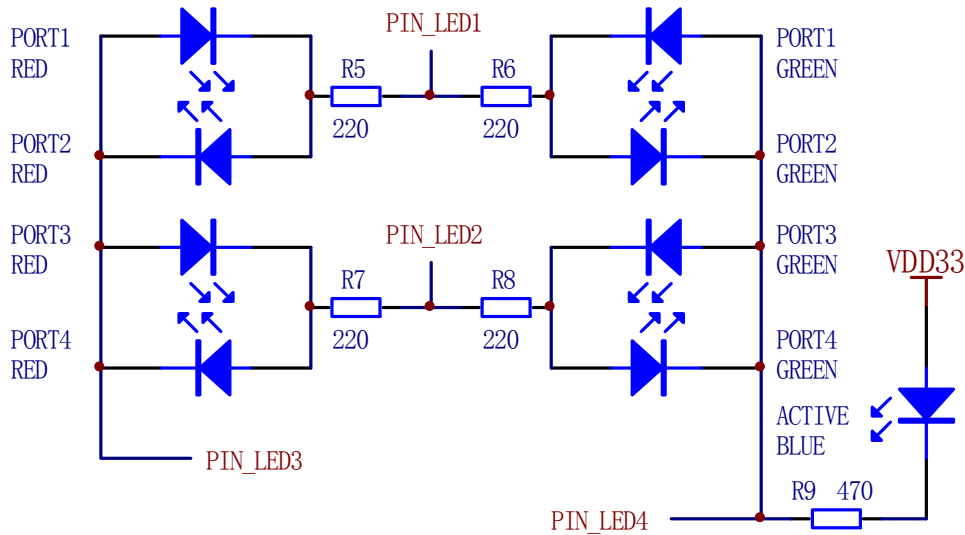 PORT1
RED
PIN_LED1
PORT1
GREEN
R5
R6
220
220
PORT2
RED
PORT2
GREEN
PORT3
RED
PIN_LED2
PORT3
GREEN
VDD33
R7
R8
220
220
PORT4
RED
PORT4
GREEN
ACTIVE
BLUE
PIN_LED3
R9 470
PIN_LED4